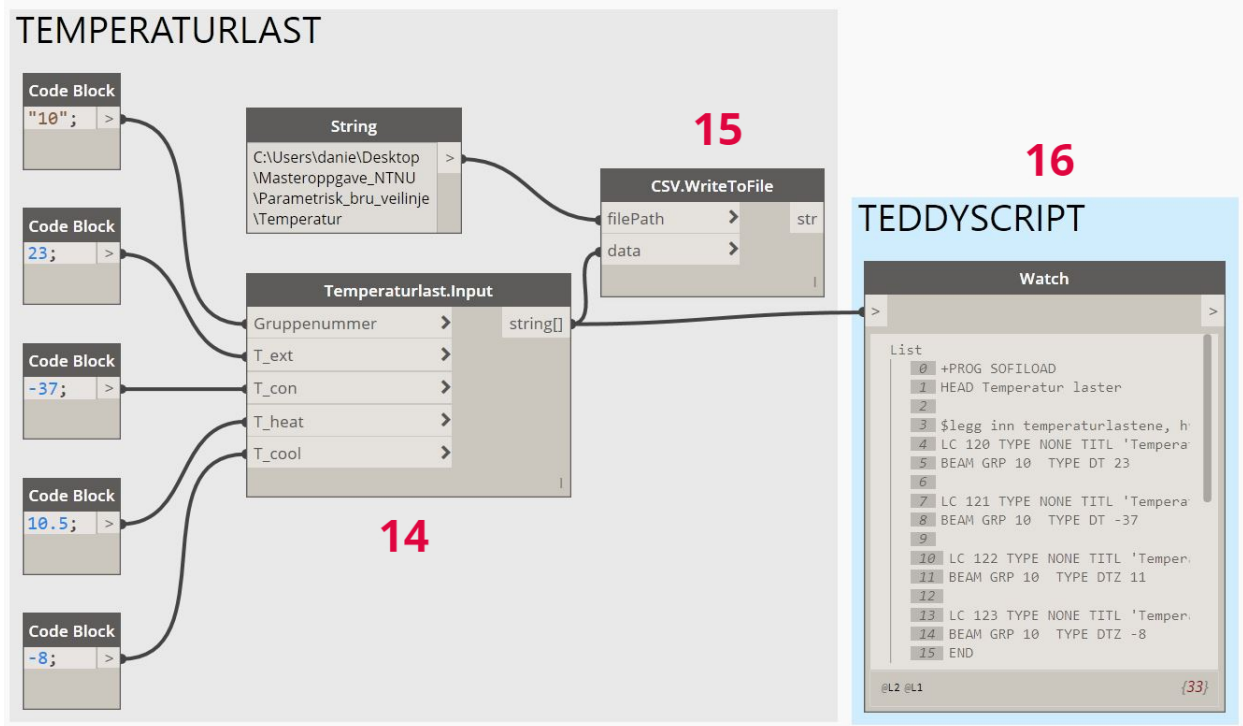 TEMPERATURLAST
Code Block
"10";
>
Code Block
23;
>
Code Block
-37;
>
Code Block
10.5;
>
Code Block
-8;
>
String
C:\Users\danie\Desktop
\Masteroppgave_NTNU
\Parametrisk_bru_veilinje
\Temperatur
>
Temperaturlast.Input
Gruppenummer > string[]
T_ext >
T_con >
T_heat >
T_cool >
l
14
15
CSV.WriteToFile
filePath > str
data >
l
16
TEDDYSCRIPT
Watch
> >
List
0 +PROG SOFILOAD
1 HEAD Temperatur laster
2
3 $legg inn temperaturlastene,
4 LC 120 TYPE NONE TITL 'Tempera
5 BEAM GRP 10 TYPE DT 23
6
7 LC 121 TYPE NONE TITL 'Tempera
8 BEAM GRP 10 TYPE DT -37
9
10 LC 122 TYPE NONE TITL 'Temper
11 BEAM GRP 10 TYPE DTZ 11
12
13 LC 123 TYPE NONE TITL 'Temper
14 BEAM GRP 10 TYPE DTZ -8
15 END
@L2 @L1 {33}